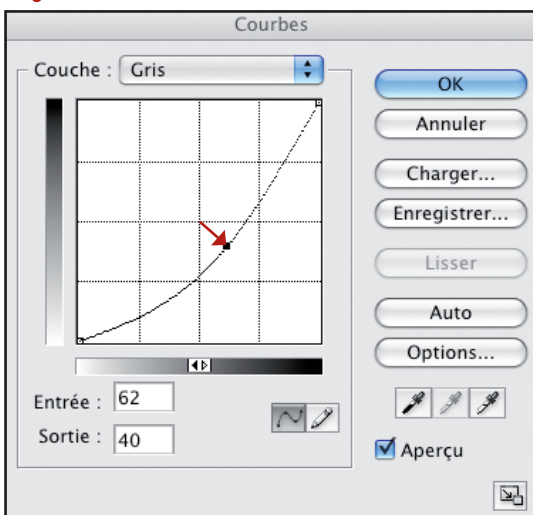 Courbes
Couche : Gris
OK
Annuler
Charger...
Enregistrer...
Lisser
Auto
Options...
Entrée : 62
Sortie : 40
Aperçu